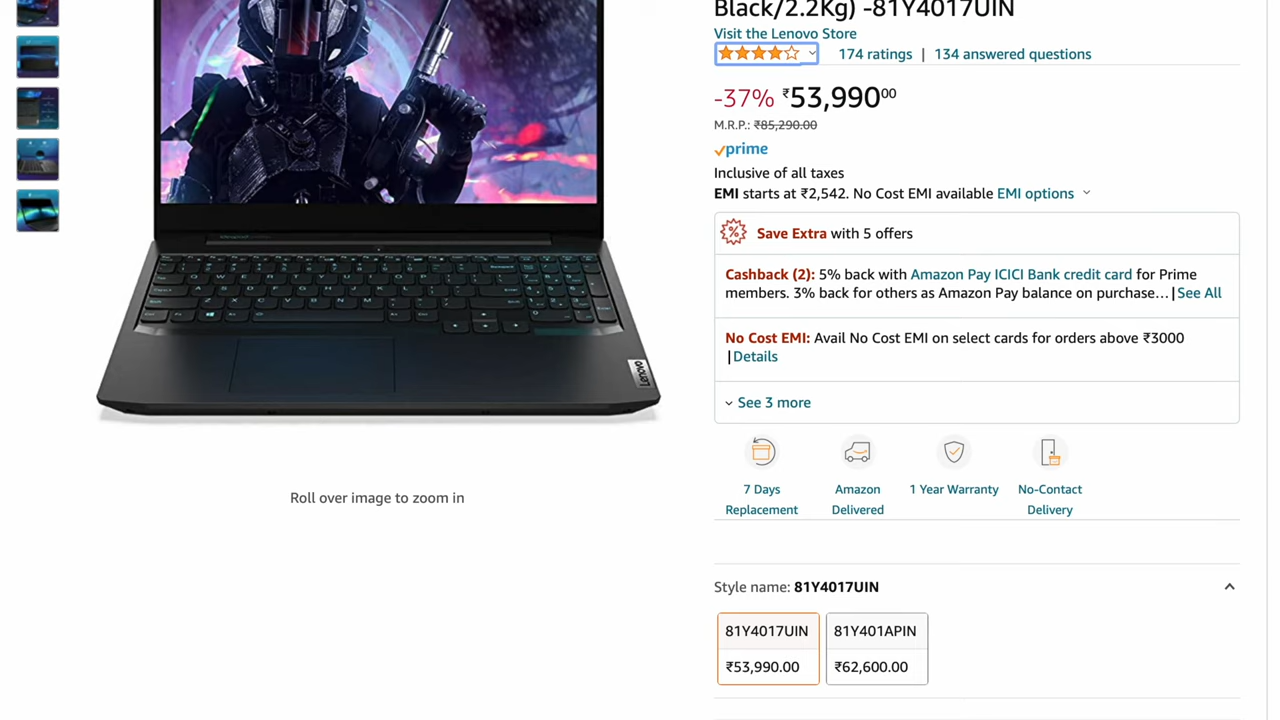 Black/2.2Kg) -81Y4017UIN
Visit the Lenovo Store
174 ratings | 134 answered questions
-37% ₹53,99000
M.R.P.: ₹85,290.00
prime
Inclusive of all taxes
EMI starts at ₹2,542. No Cost EMI available EMI options
Save Extra with 5 offers
Cashback (2): 5% back with Amazon Pay ICICI Bank credit card for Prime
members. 3% back for others as Amazon Pay balance on purchase... | See All
No Cost EMI: Avail No Cost EMI on select cards for orders above ₹3000
| Details
See 3 more
7 Days
Replacement
Amazon
Delivered
1 Year Warranty
No-Contact
Delivery
Lenovo
Roll over image to zoom in
Style name: 81Y4017UIN
81Y4017UIN
₹53,990.00
81Y401APIN
₹62,600.00